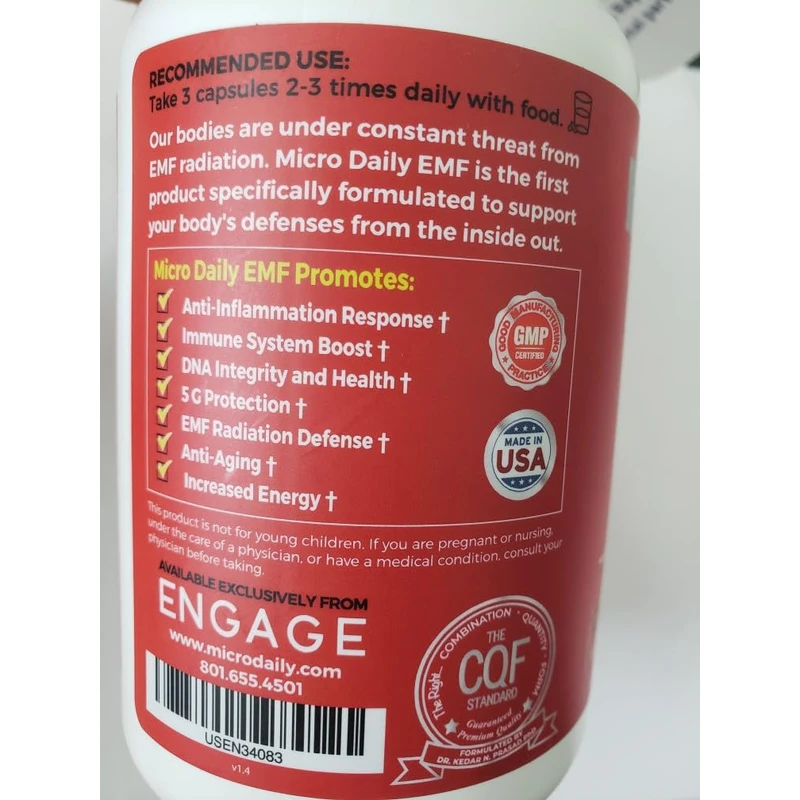 RECOMMENDED USE:
Take 3 capsules 2-3 times daily with food.
Our bodies are under constant threat from
EMF radiation. Micro Daily EMF is the first
product specifically formulated to support
your body's defenses from the inside out.
Micro Daily EMF Promotes:
Anti-Inflammation Response †
Immune System Boost †
DNA Integrity and Health †
5G Protection †
EMF Radiation Defense †
Anti-Aging †
Increased Energy †
GOOD MANUFACTURING
GMP
CERTIFIED
PRACTICE
MADE IN
USA
This product is not for young children. If you are pregnant or nursing,
under the care of a physician, or have a medical condition, consult your
physician before taking.
AVAILABLE EXCLUSIVELY FROM
ENGAGE
www.microdaily.com
801.655.4501
USEN34083
v1.4
The Right... COMBINATION · QUANTITY · FORM
THE
CQF
STANDARD
Guaranteed
Premium Quality
FORMULATED BY
DR. KEDAR N. PRASAD, PHD